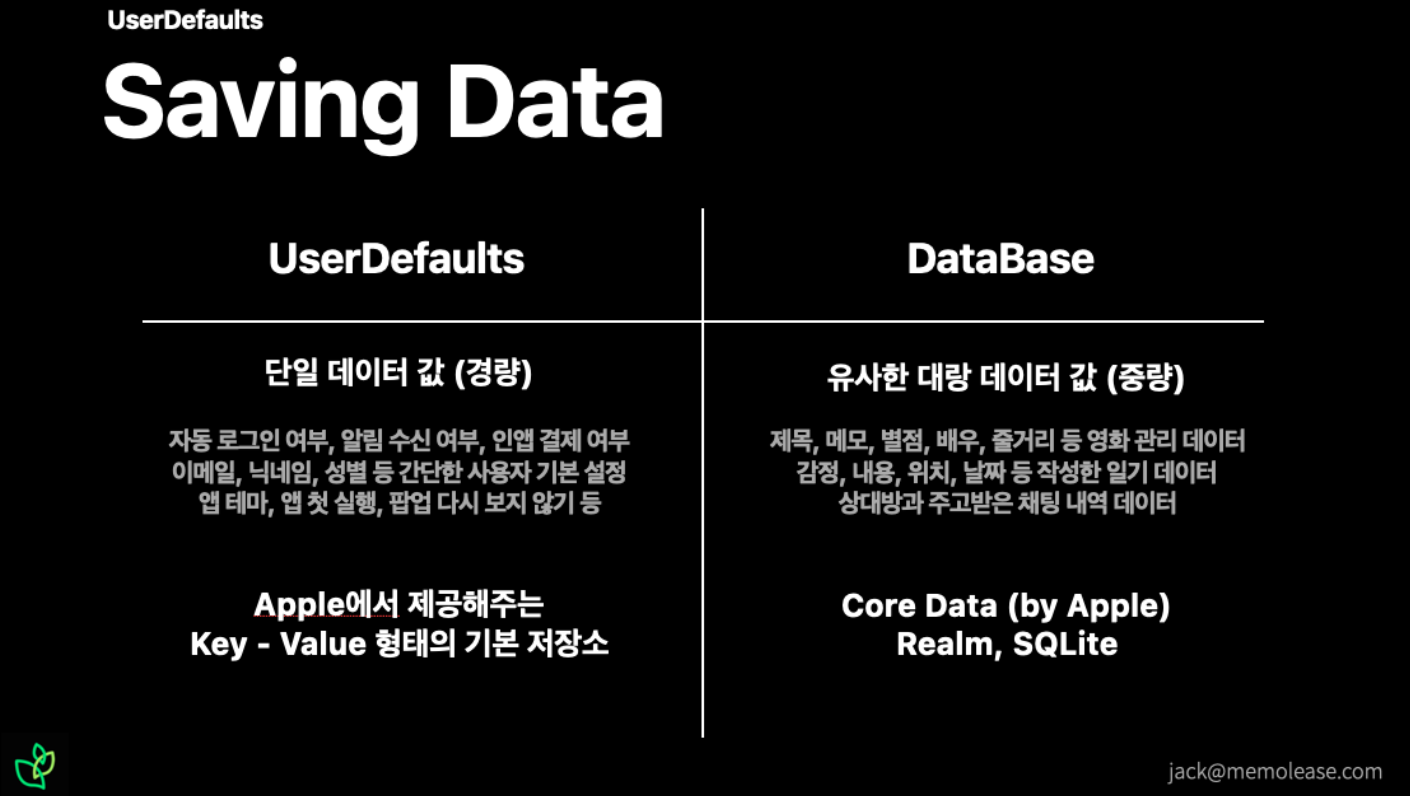 UserDefaults
Saving Data
UserDefaults
DataBase
단일 데이터 값 (경량)
자동 로그인 여부, 알림 수신 여부, 인앱 결제 여부
이메일, 닉네임, 성별 등 간단한 사용자 기본 설정
앱 테마, 앱 첫 실행, 팝업 다시 보지 않기 등
Apple에서 제공해주는
Key - Value 형태의 기본 저장소
유사한 대랑 데이터 값 (중량)
제목, 메모, 별점, 배우, 줄거리 등 영화 관리 데이터
감정, 내용, 위치, 날짜 등 작성한 일기 데이터
상대방과 주고받은 채팅 내역 데이터
Core Data (by Apple)
Realm, SQLite
jack@memolease.com